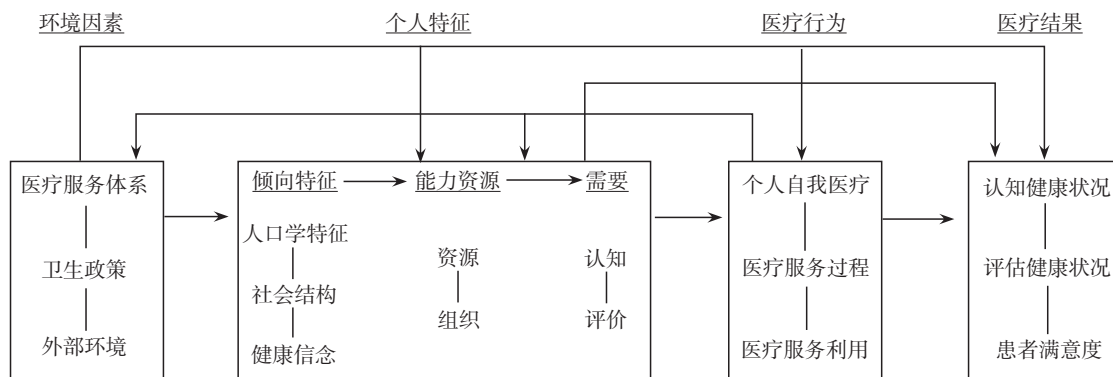 环境因素 个人特征 医疗行为 医疗结果
医疗服务体系 倾向特征 能力资源 需要 个人自我医疗 认知健康状况
人口学特征
卫生政策 资源 认知 医疗服务过程 评估健康状况
社会结构
组织 评价
外部环境 健康信念 医疗服务利用 患者满意度